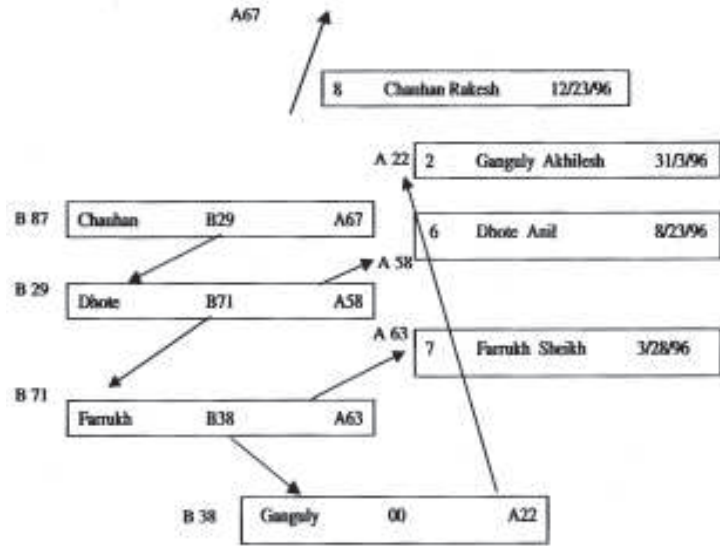 A67
8 Chauhan Rakesh 12/23/96
A 22 2 Ganguly Akhilesh 31/3/96
B 87 Chauhan B29 A67
6 Dhote Anil 8/23/96
A 58
B 29 Dhote B71 A58
A 63
7 Farrukh Sheikh 3/28/96
B 71 Farrukh B38 A63
B 38 Ganguly 00 A22